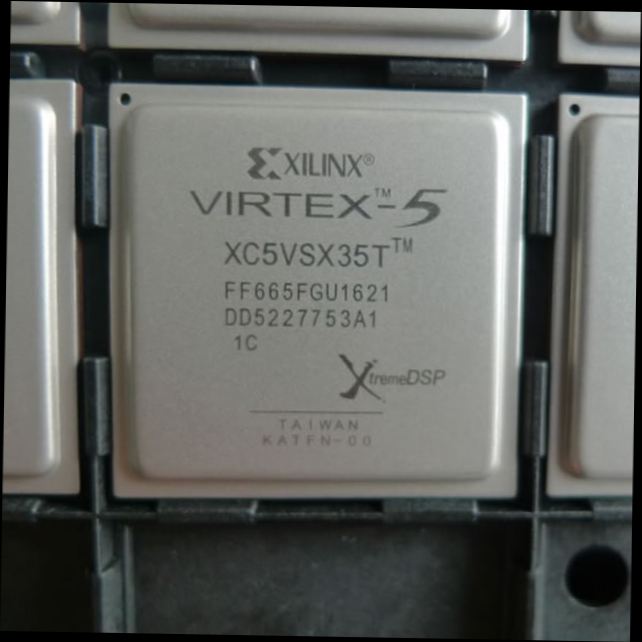 XILINX®
VIRTEX™-5
XC5VSX35T™
FF665FGU1621
DD5227753A1
1C
XtremeDSP
TAIWAN
KATFN-00